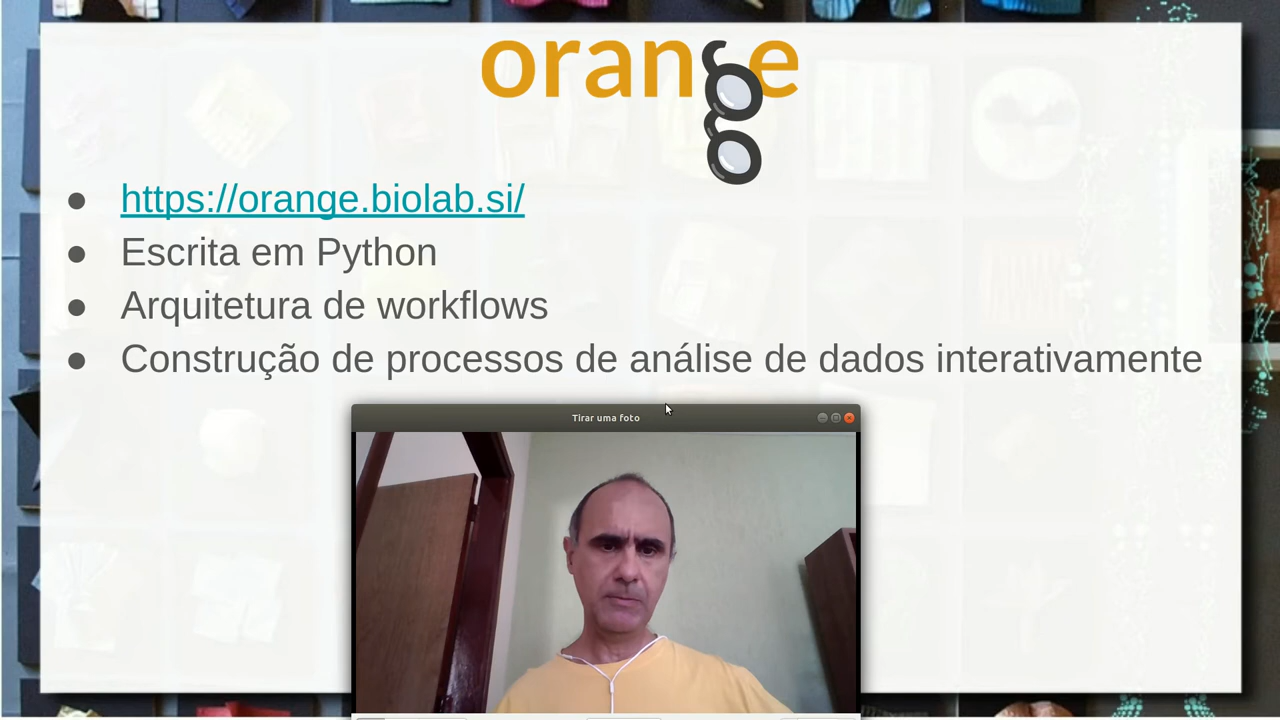 orange
https://orange.biolab.si/
Escrita em Python
Arquitetura de workflows
Construção de processos de análise de dados interativamente
Tirar uma foto